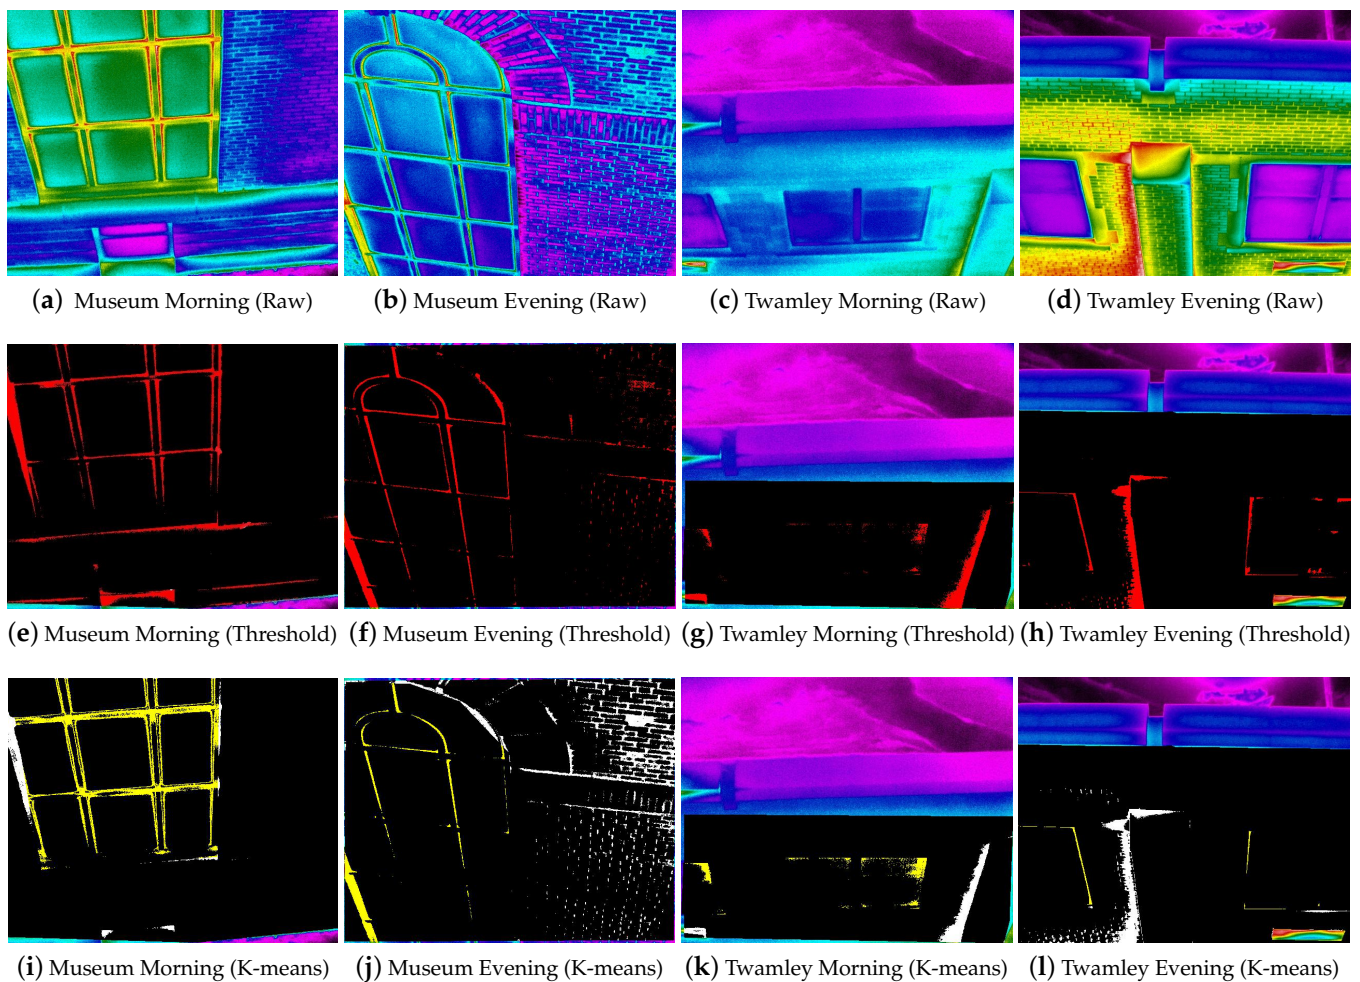 (a) Museum Morning (Raw)
(b) Museum Evening (Raw)
(c) Twamley Morning (Raw)
(d) Twamley Evening (Raw)
(e) Museum Morning (Threshold)
(f) Museum Evening (Threshold)
(g) Twamley Morning (Threshold)
(h) Twamley Evening (Threshold)
(i) Museum Morning (K-means)
(j) Museum Evening (K-means)
(k) Twamley Morning (K-means)
(l) Twamley Evening (K-means)